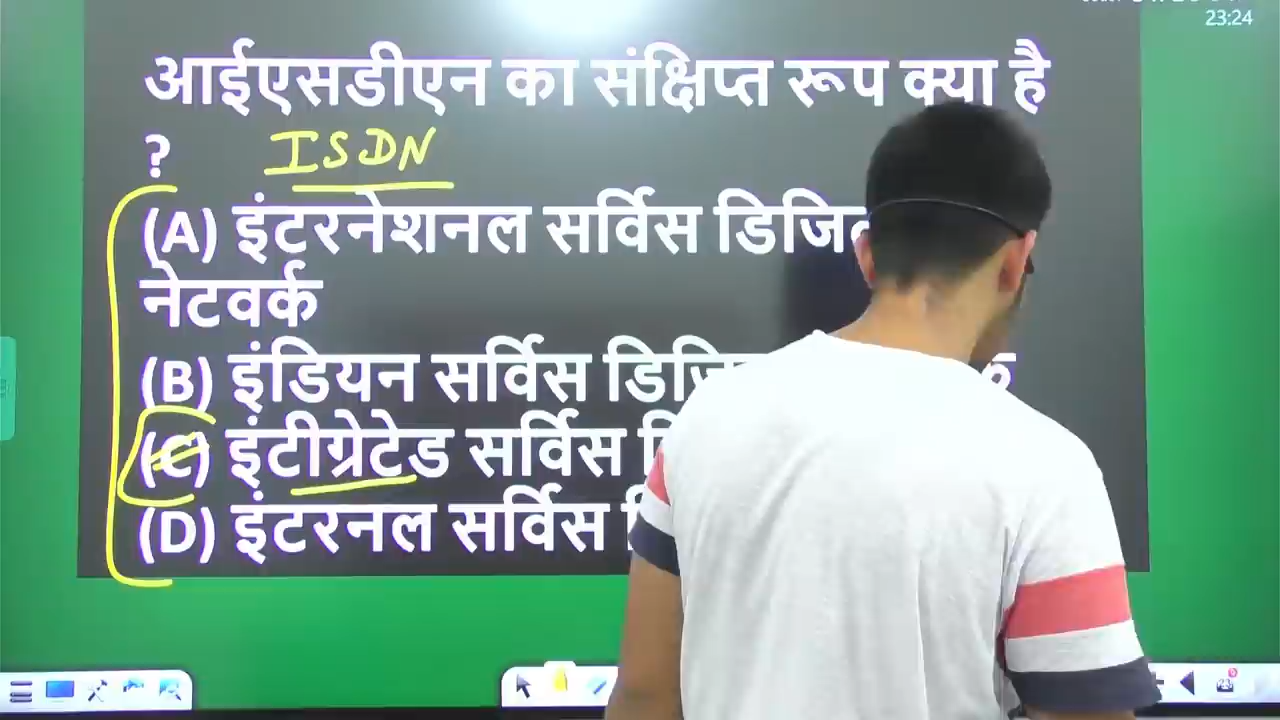 23:24
आईएसडीएन का संक्षिप्त रूप क्या है
? ISDN
(A) इंटरनेशनल सर्विस
नेटवर्क
(B) इंडियन सर्विस
(C) इंटीग्रेटेड सर्विस
(D) इंटरनल सर्विस